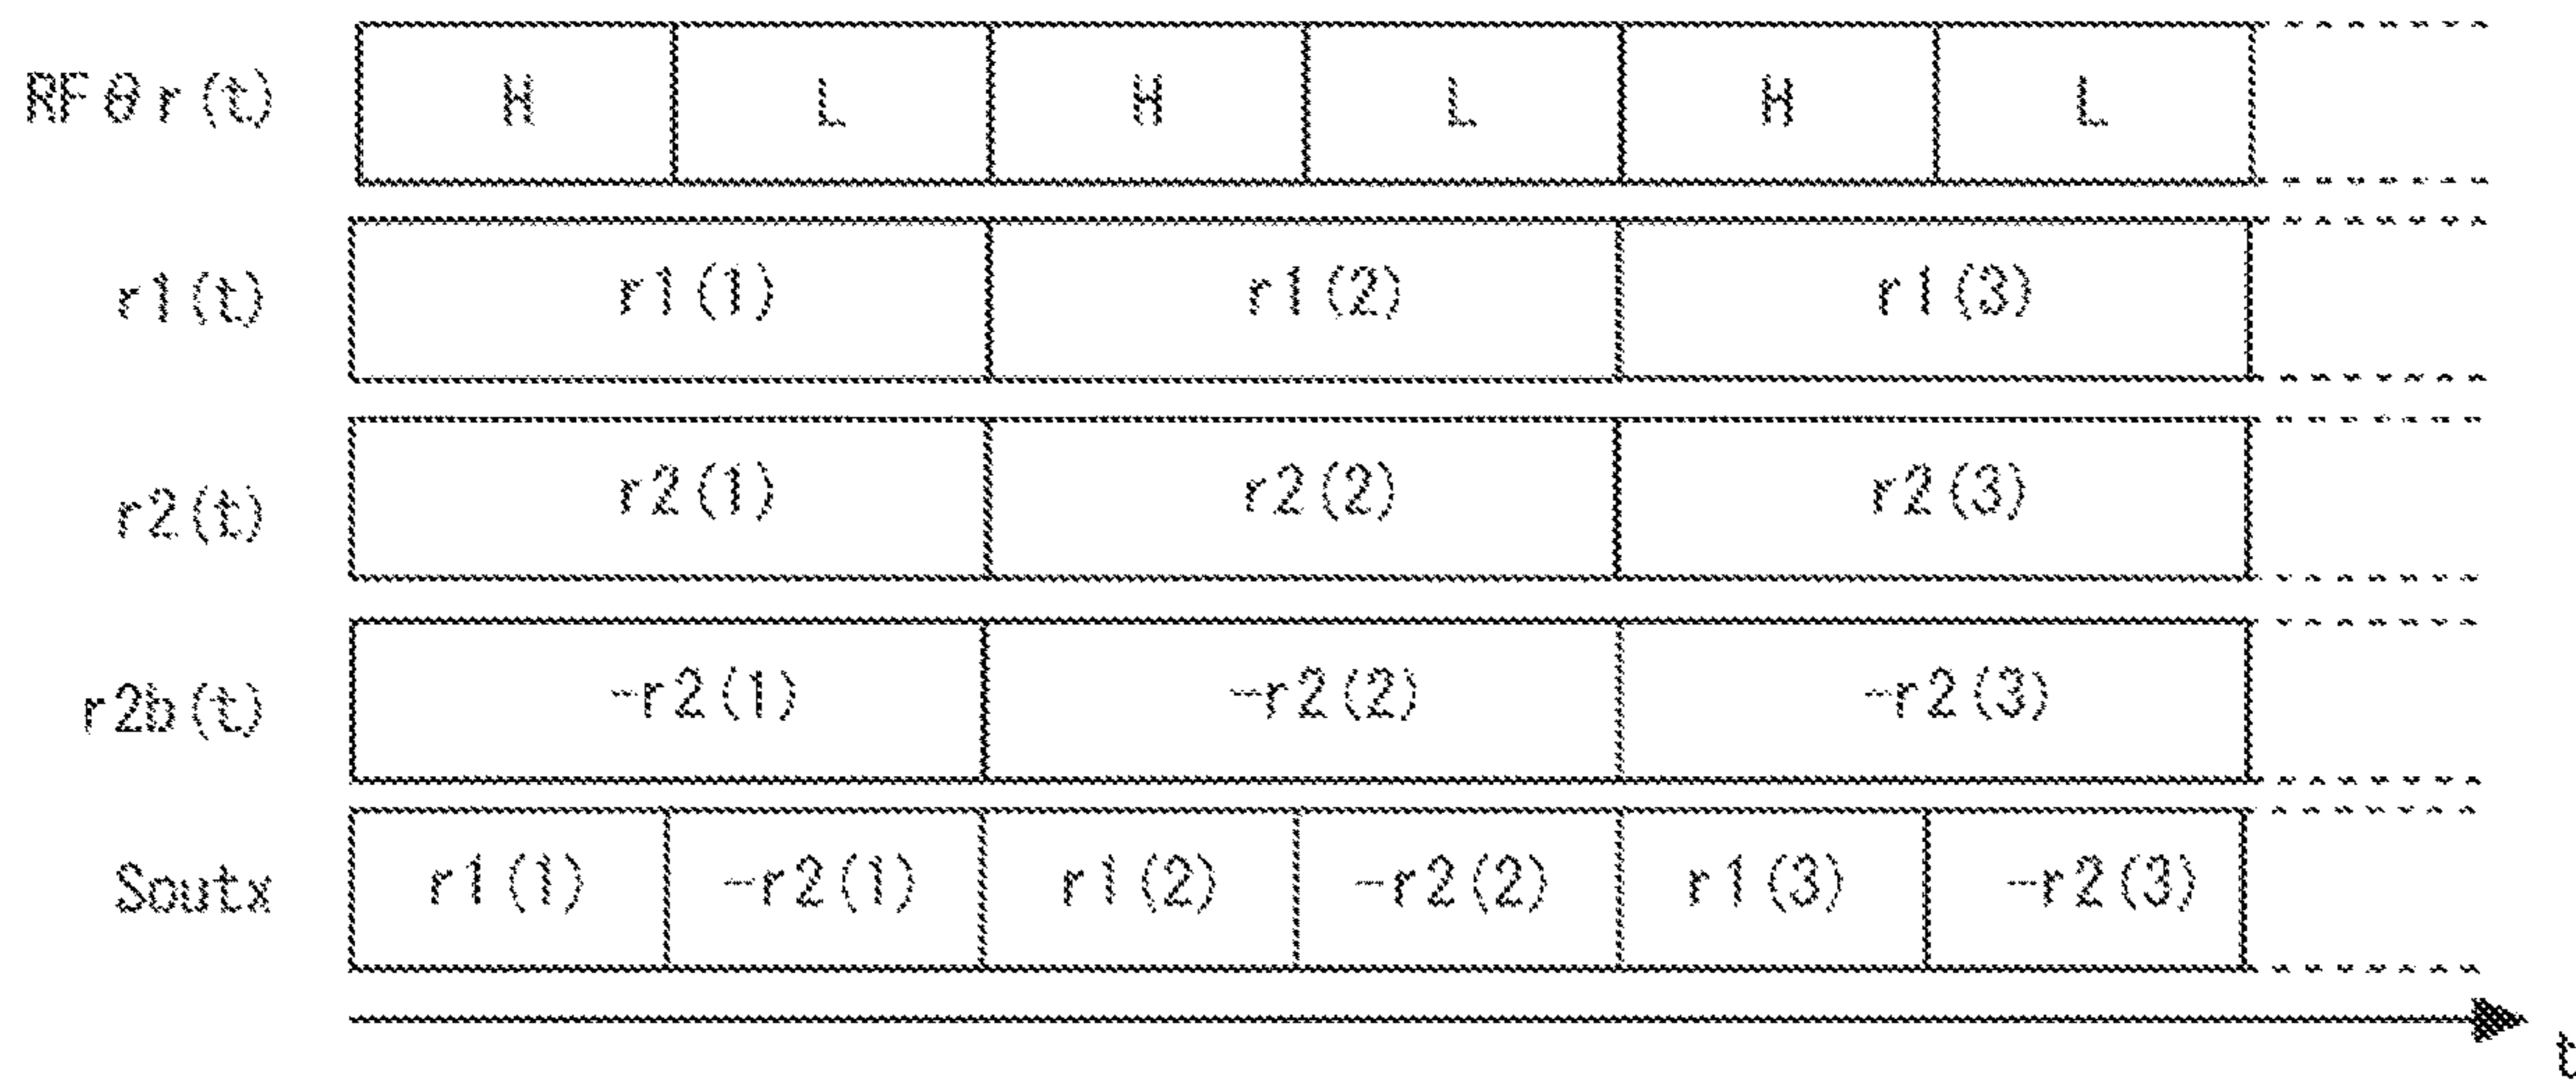 RFθr(t) H L H L H L
r1(t) r1(1) r1(2) r1(3)
r2(t) r2(1) r2(2) r2(3)
r2b(t) -r2(1) -r2(2) -r2(3)
Soutx r1(1) -r2(1) r1(2) -r2(2) r1(3) -r2(3)
t